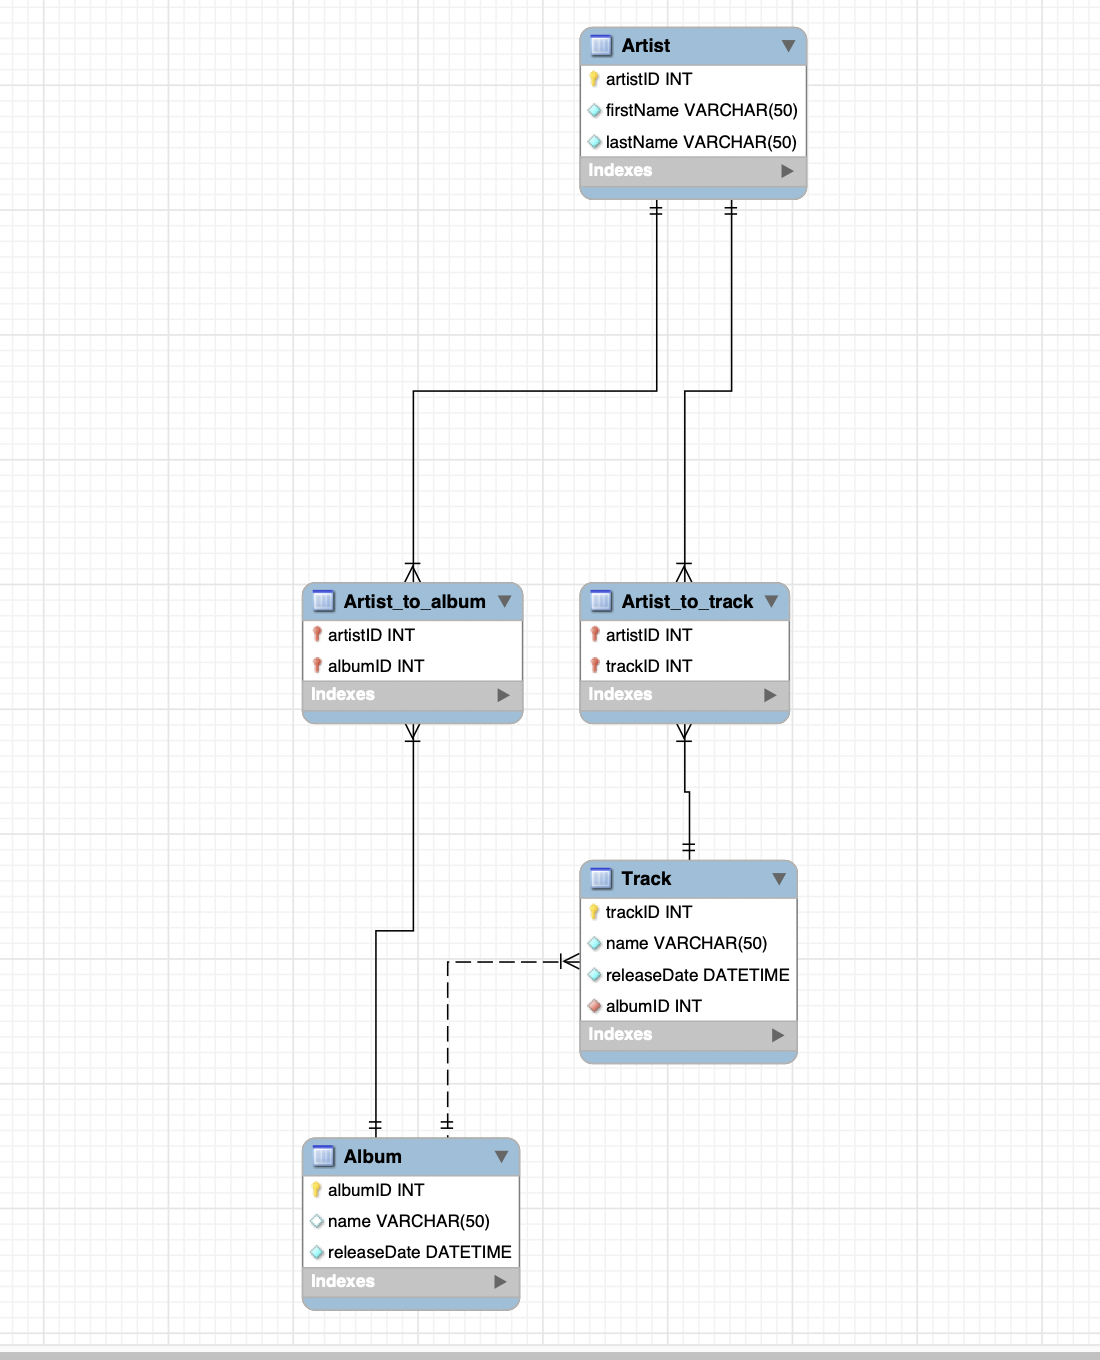 Artist
artistID INT
firstName VARCHAR(50)
lastName VARCHAR(50)
Indexes
Artist_to_album
artistID INT
albumID INT
Indexes
Artist_to_track
artistID INT
trackID INT
Indexes
Track
trackID INT
name VARCHAR(50)
releaseDate DATETIME
albumID INT
Indexes
Album
albumID INT
name VARCHAR(50)
releaseDate DATETIME
Indexes